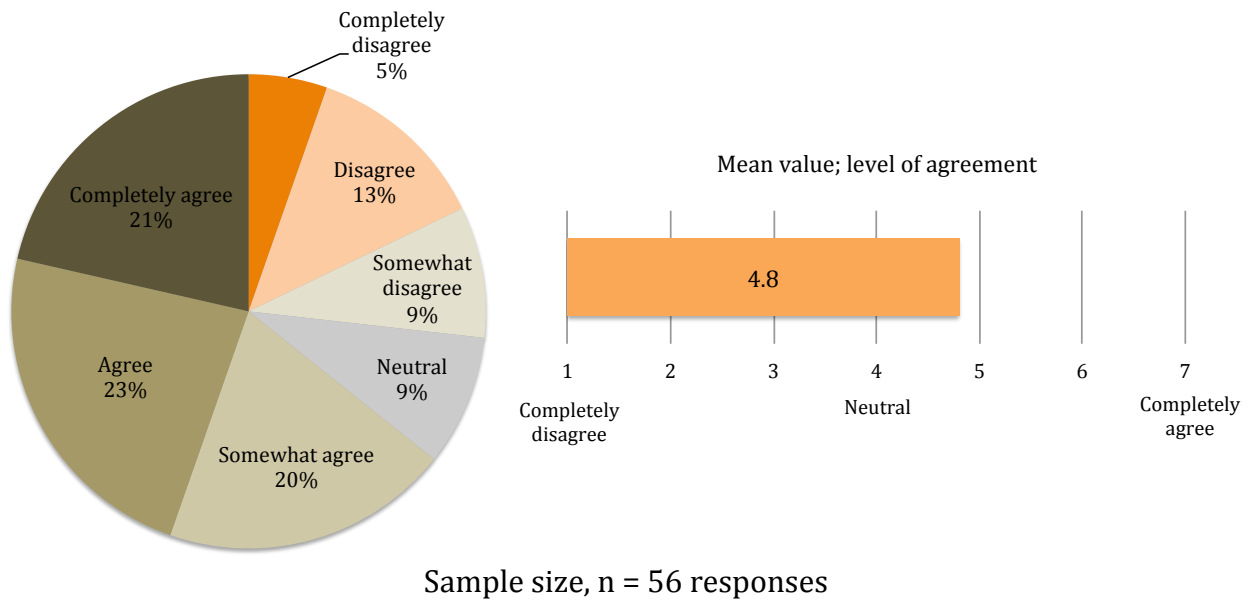 Completely
disagree
5%
Disagree
13%
Completely agree
21%
Somewhat
disagree
9%
Neutral
9%
Agree
23%
Somewhat agree
20%
Mean value; level of agreement
4.8
1 2 3 4 5 6 7
Completely
disagree
Neutral
Completely
agree
Sample size, n = 56 responses